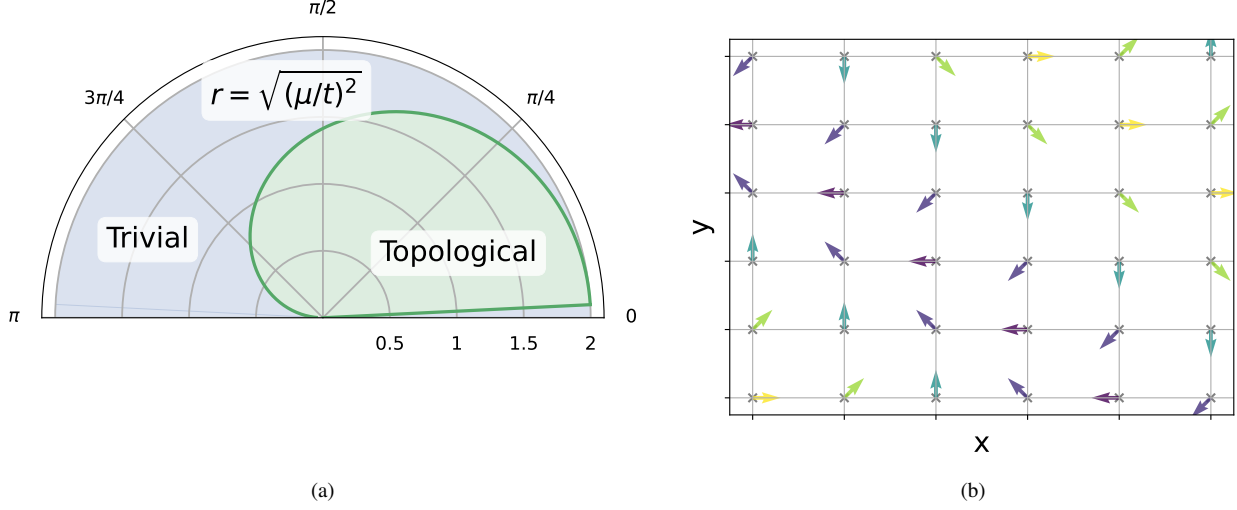 π/2
r = √(μ/t)²
3π/4
π/4
Trivial
Topological
π
0
0.5 1 1.5 2
(a)
y
x
(b)